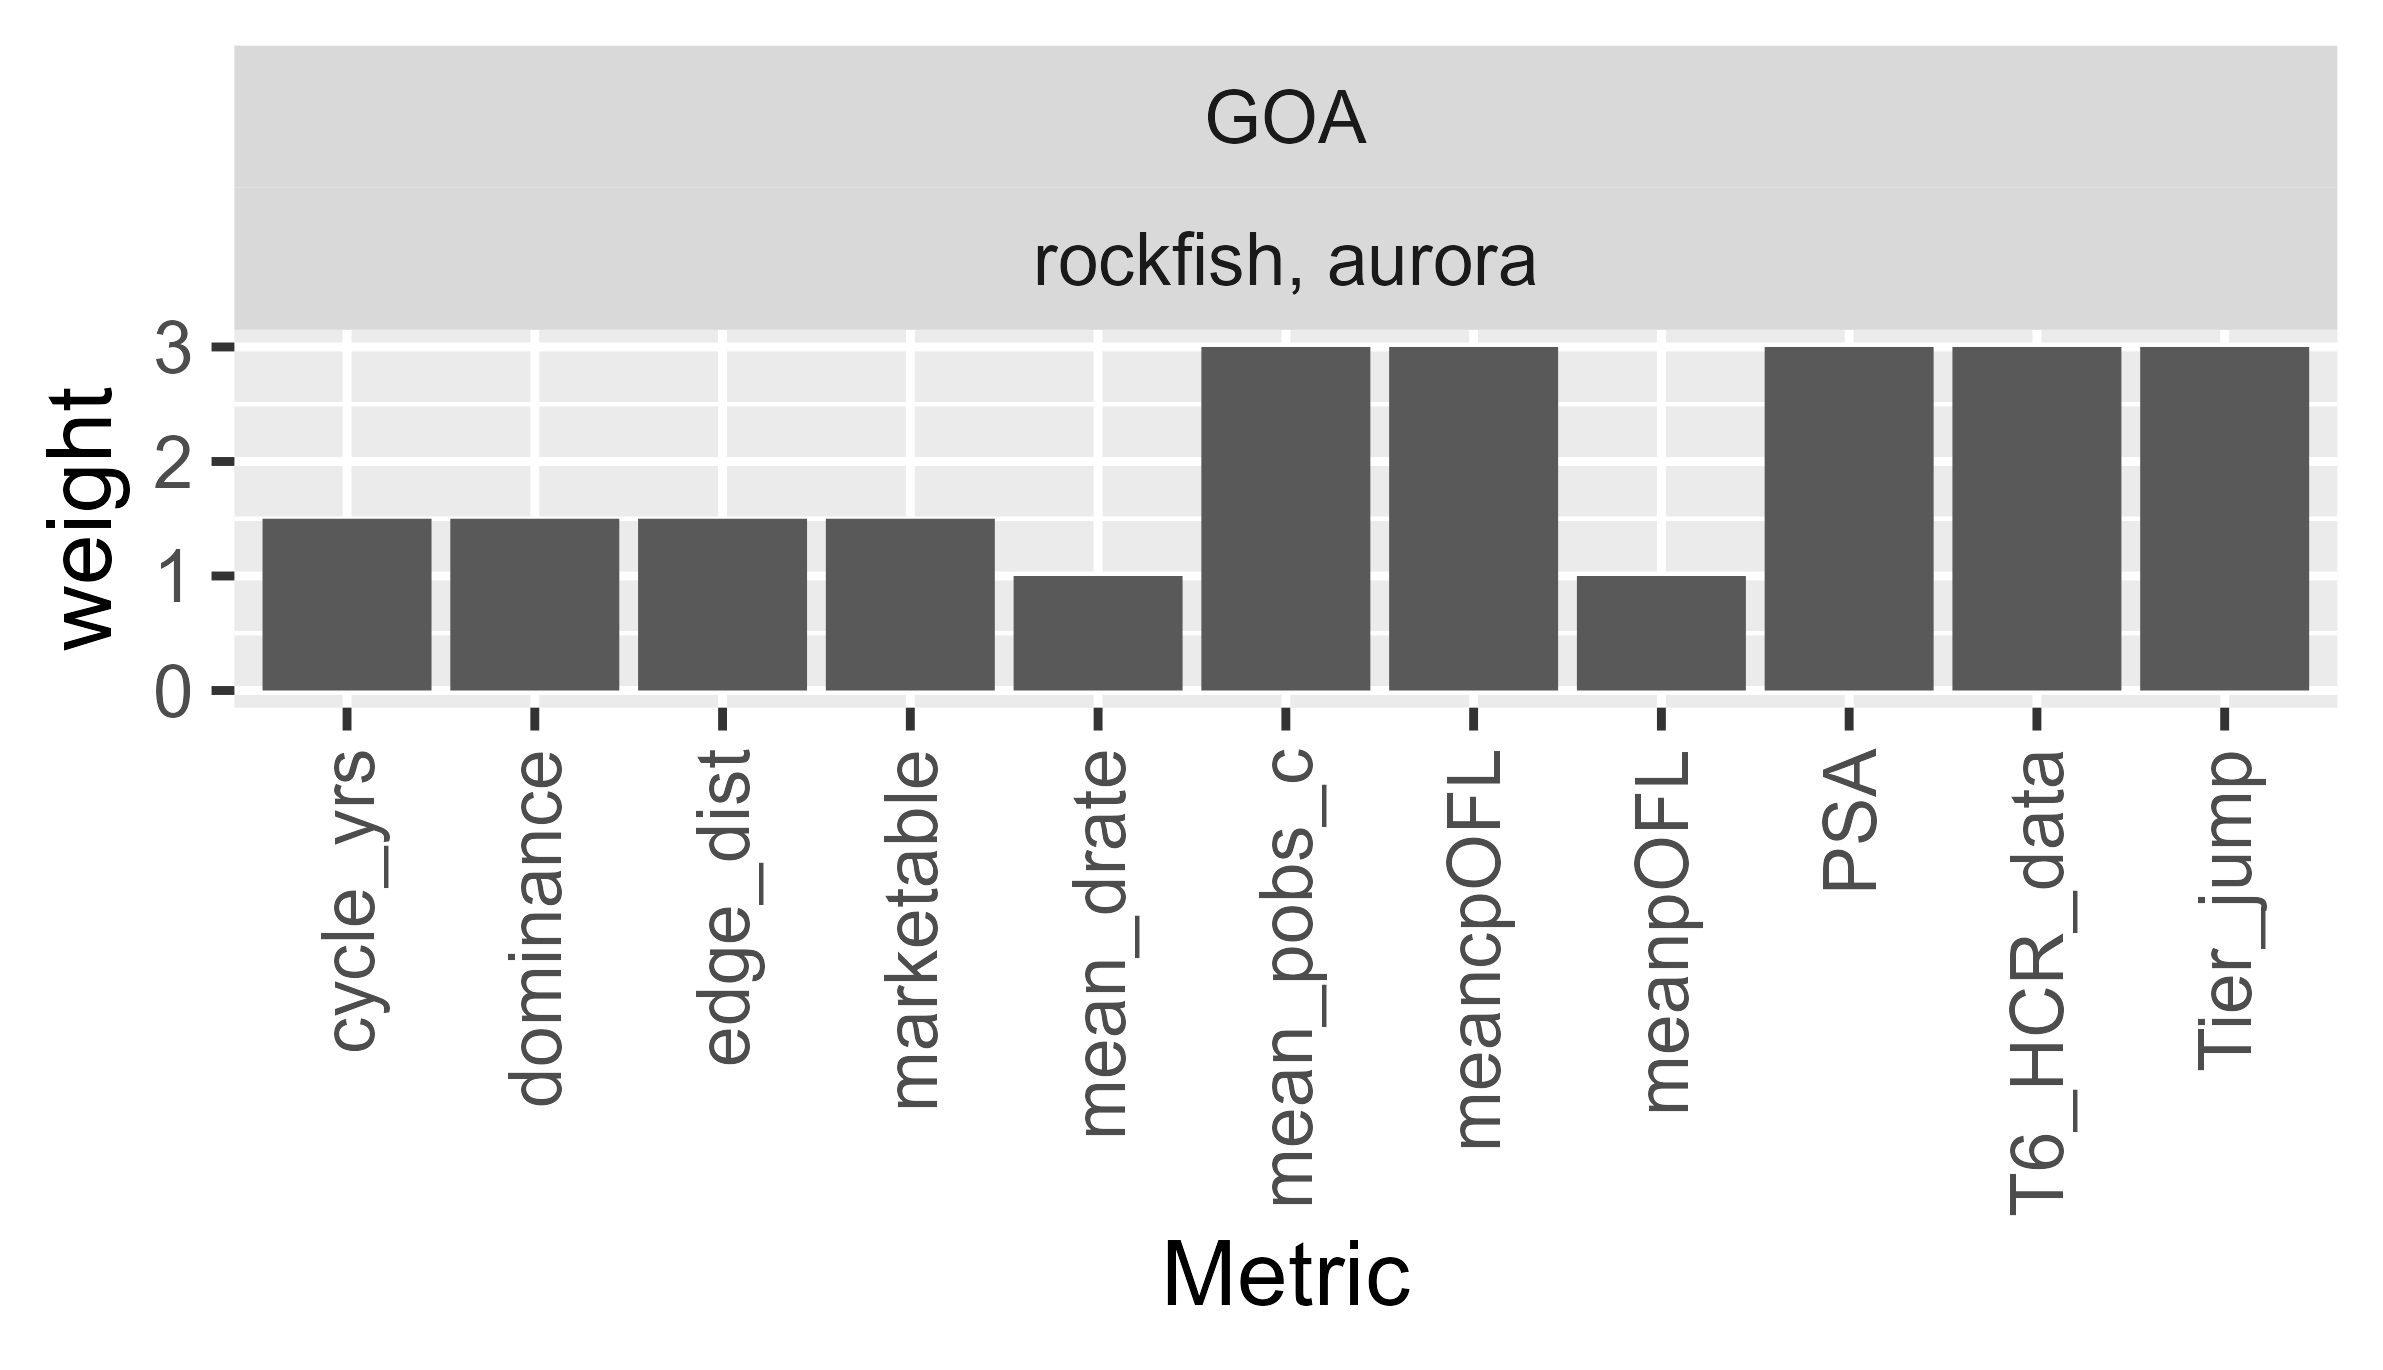 GOA
rockfish, aurora
weight
3
2
1
0
cycle_yrs
dominance
edge_dist
marketable
mean_drate
mean_pobs_c
meancpOFL
meanpOFL
PSA
T6_HCR_data
Tier_jump
Metric